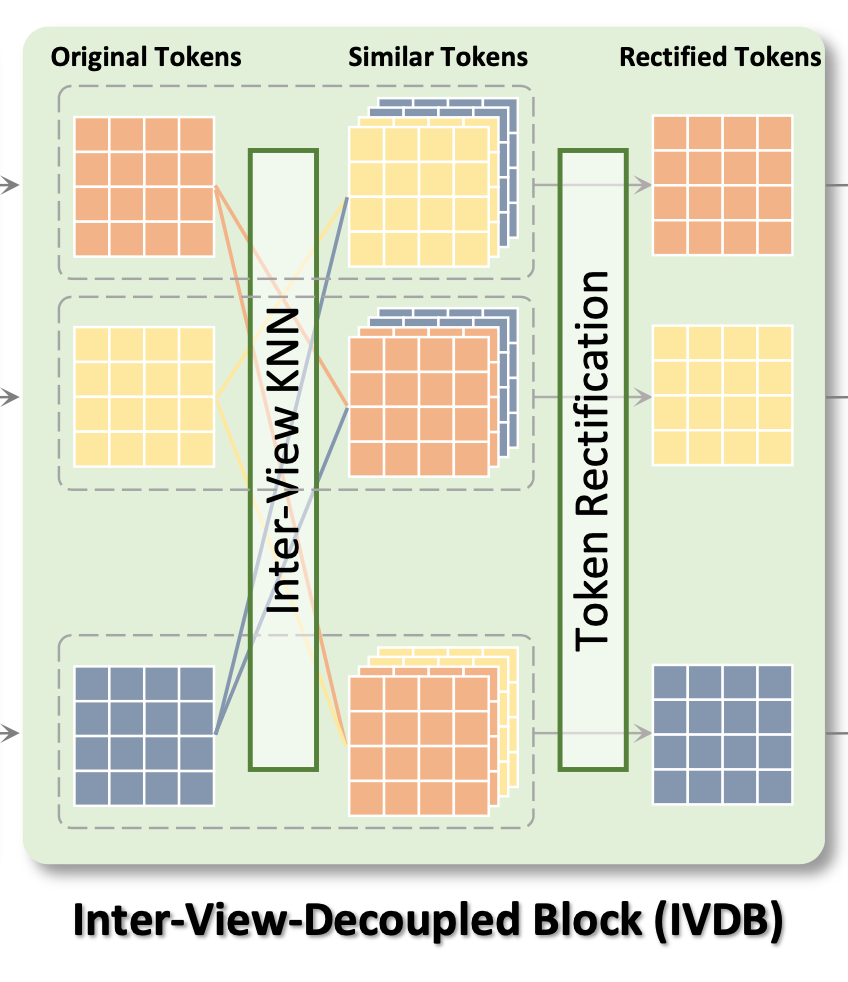 Original Tokens
Similar Tokens
Rectified Tokens
Inter-View KNN
Token Rectification
Inter-View-Decoupled Block (IVDB)